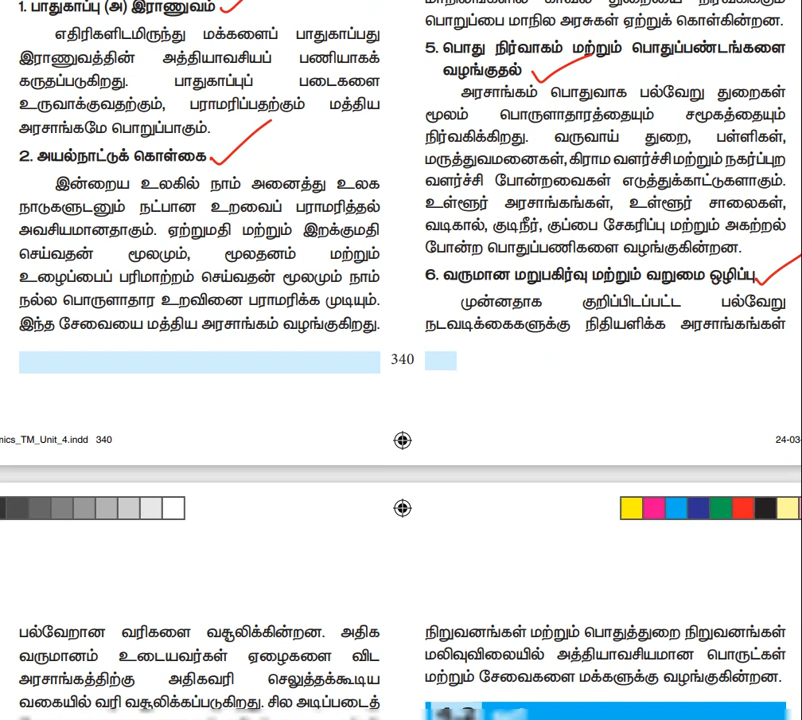 1. பாதுகாப்பு (அ) இராணுவம்
எதிரிகளிடமிருந்து மக்களைப் பாதுகாப்பது
இராணுவத்தின் அத்தியாவசியப் பணியாகக்
கருதப்படுகிறது. பாதுகாப்புப் படைகளை
உருவாக்குவதற்கும், பராமரிப்பதற்கும் மத்திய
அரசாங்கமே பொறுப்பாகும்.
2. அயல்நாட்டுக் கொள்கை
இன்றைய உலகில் நாம் அனைத்து உலக
நாடுகளுடனும் நட்பான உறவைப் பராமரித்தல்
அவசியமானதாகும். ஏற்றுமதி மற்றும் இறக்குமதி
செய்வதன் மூலமும், மூலதனம் மற்றும்
உழைப்பைப் பரிமாற்றம் செய்வதன் மூலமும் நாம்
நல்ல பொருளாதார உறவினை பராமரிக்க முடியும்.
இந்த சேவையை மத்திய அரசாங்கம் வழங்குகிறது.
பொறுப்பை மாநில அரசுகள் ஏற்றுக் கொள்கின்றன.
5. பொது நிர்வாகம் மற்றும் பொதுப்பண்டங்களை
வழங்குதல்
அரசாங்கம் பொதுவாக பல்வேறு துறைகள்
மூலம் பொருளாதாரத்தையும் சமூகத்தையும்
நிர்வகிக்கிறது. வருவாய் துறை, பள்ளிகள்,
மருத்துவமனைகள், கிராம வளர்ச்சி மற்றும் நகர்ப்புற
வளர்ச்சி போன்றவைகள் எடுத்துக்காட்டுகளாகும்.
உள்ளூர் அரசாங்கங்கள், உள்ளூர் சாலைகள்,
வடிகால், குடிநீர், குப்பை சேகரிப்பு மற்றும் அகற்றல்
போன்ற பொதுப்பணிகளை வழங்குகின்றன.
6. வருமான மறுபகிர்வு மற்றும் வறுமை ஒழிப்பு
முன்னதாக குறிப்பிடப்பட்ட பல்வேறு
நடவடிக்கைகளுக்கு நிதியளிக்க அரசாங்கங்கள்
340
mics_TM_Unit_4.indd 340
24-03
பல்வேறான வரிகளை வசூலிக்கின்றன. அதிக
வருமானம் உடையவர்கள் ஏழைகளை விட
அரசாங்கத்திற்கு அதிகவரி செலுத்தக்கூடிய
வகையில் வரி வசூலிக்கப்படுகிறது. சில அடிப்படைத்
நிறுவனங்கள் மற்றும் பொதுத்துறை நிறுவனங்கள்
மலிவுவிலையில் அத்தியாவசியமான பொருட்கள்
மற்றும் சேவைகளை மக்களுக்கு வழங்குகின்றன.